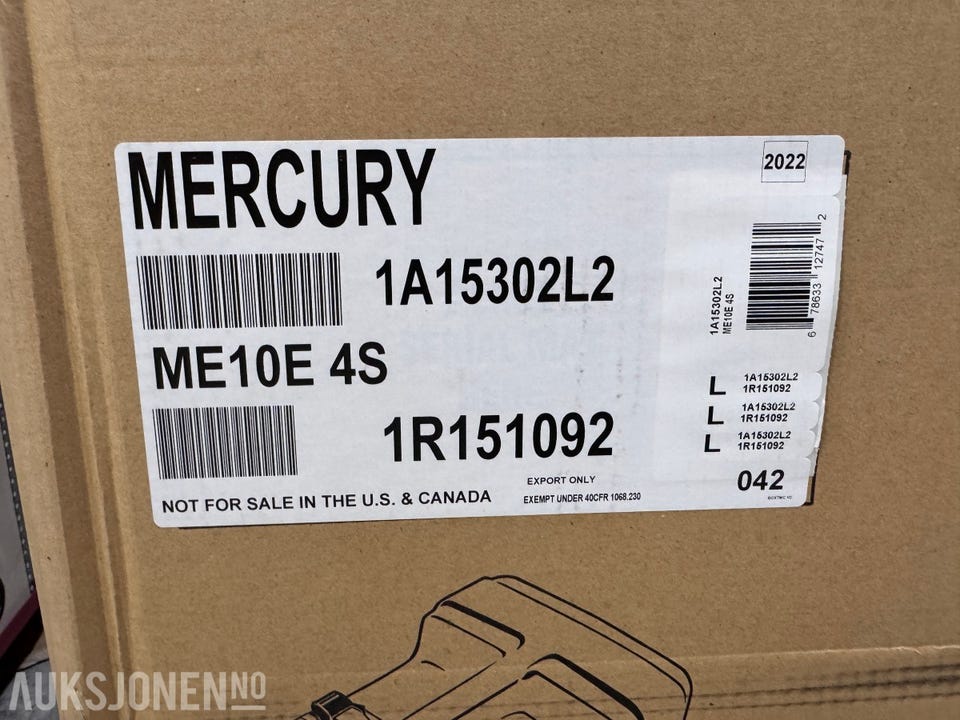 MERCURY
2022
1A15302L2
ME10E 4S
1R151092
NOT FOR SALE IN THE U.S. & CANADA
EXPORT ONLY
EXEMPT UNDER 40CFR 1068.230
1A15302L2
ME10E 4S
6 78633 12747 2
L 1A15302L2
1R151092
L 1A15302L2
1R151092
L 1A15302L2
1R151092
042
AUKSJONEN.NO